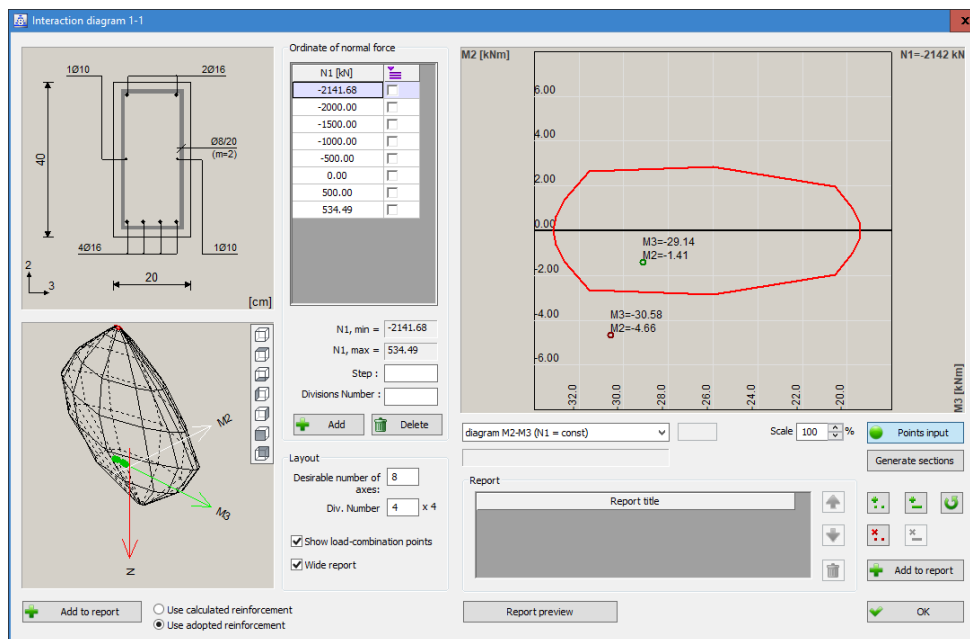 Interaction diagram 1-1
x
1Ø10
2Ø16
40
Ø8/20
(m=2)
4Ø16
1Ø10
2
3
20
[cm]
M2
M3
Z
Ordinate of normal force
N1 [kN]
-2141.68
-2000.00
-1500.00
-1000.00
-500.00
0.00
500.00
534.49
N1, min = -2141.68
N1, max = 534.49
Step :
Divisions Number :
Add
Delete
Layout
Desirable number of axes: 8
Div. Number 4 x 4
Show load-combination points
Wide report
M2 [kNm]
N1=-2142 kN
6.00
4.00
2.00
0.00
-2.00
-4.00
-6.00
M3=-29.14
M2=-1.41
M3=-30.58
M2=-4.66
-32.0
-30.0
-28.0
-26.0
-24.0
-22.0
-20.0
M3 [kNm]
diagram M2-M3 (N1 = const)
Scale 100 %
Points input
Generate sections
Report
Report title
Add to report
Add to report
Use calculated reinforcement
Use adopted reinforcement
Report preview
OK